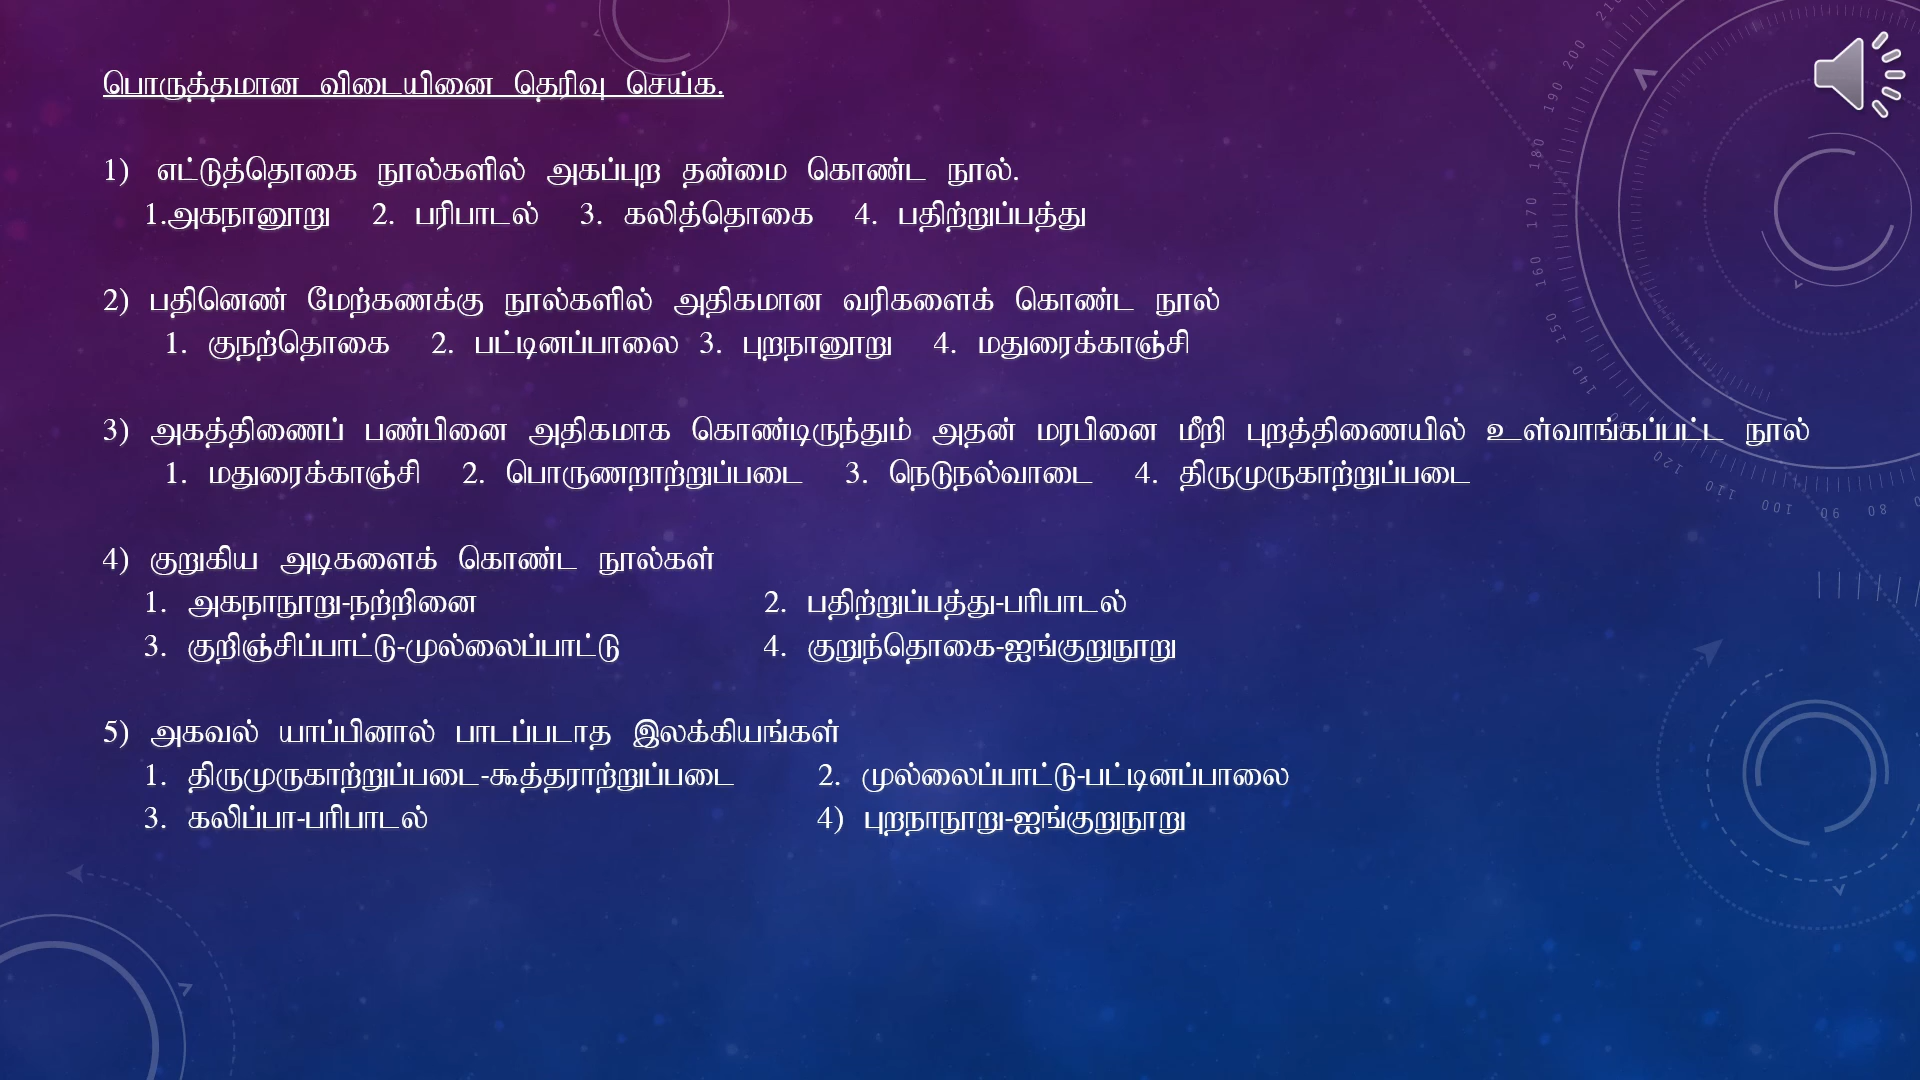 பொருத்தமான விடையினை தெரிவு செய்க.
1) எட்டுத்தொகை நூல்களில் அகப்புற தன்மை கொண்ட நூல்.
1.அகநானூறு 2. பரிபாடல் 3. கலித்தொகை 4. பதிற்றுப்பத்து
2) பதினெண் மேற்கணக்கு நூல்களில் அதிகமான வரிகளைக் கொண்ட நூல்
1. குநற்தொகை 2. பட்டினப்பாலை 3. புறநானூறு 4. மதுரைக்காஞ்சி
3) அகத்திணைப் பண்பினை அதிகமாக கொண்டிருந்தும் அதன் மரபினை மீறி புறத்திணையில் உள்வாங்கப்பட்ட நூல்
1. மதுரைக்காஞ்சி 2. பொருணறாற்றுப்படை 3. நெடுநல்வாடை 4. திருமுருகாற்றுப்படை
4) குறுகிய அடிகளைக் கொண்ட நூல்கள்
1. அகநாநூறு-நற்றினை 2. பதிற்றுப்பத்து-பரிபாடல்
3. குறிஞ்சிப்பாட்டு-முல்லைப்பாட்டு 4. குறுந்தொகை-ஐங்குறுநூறு
5) அகவல் யாப்பினால் பாடப்படாத இலக்கியங்கள்
1. திருமுருகாற்றுப்படை-கூத்தராற்றுப்படை 2. முல்லைப்பாட்டு-பட்டினப்பாலை
3. கலிப்பா-பரிபாடல் 4) புறநாநூறு-ஐங்குறுநூறு